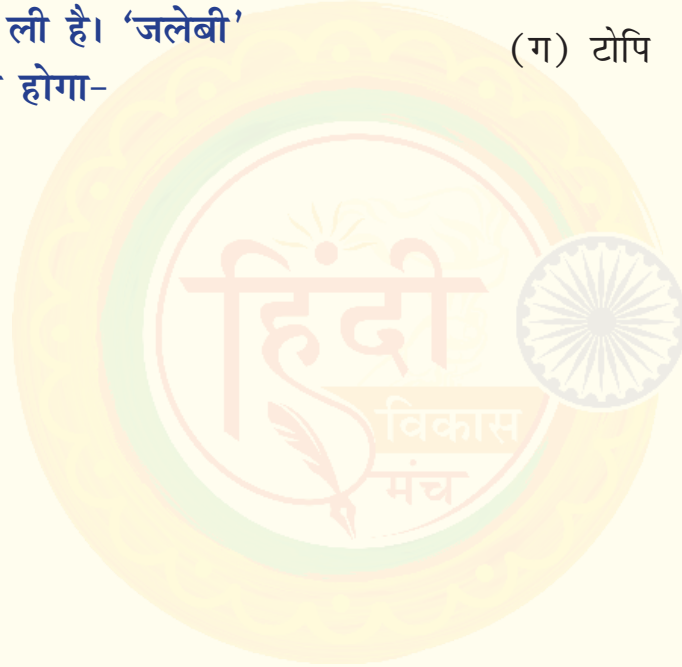 ली है। ‘जलेबी’
होगा-
(ग) टोपि
हिंदी
विकास
मंच